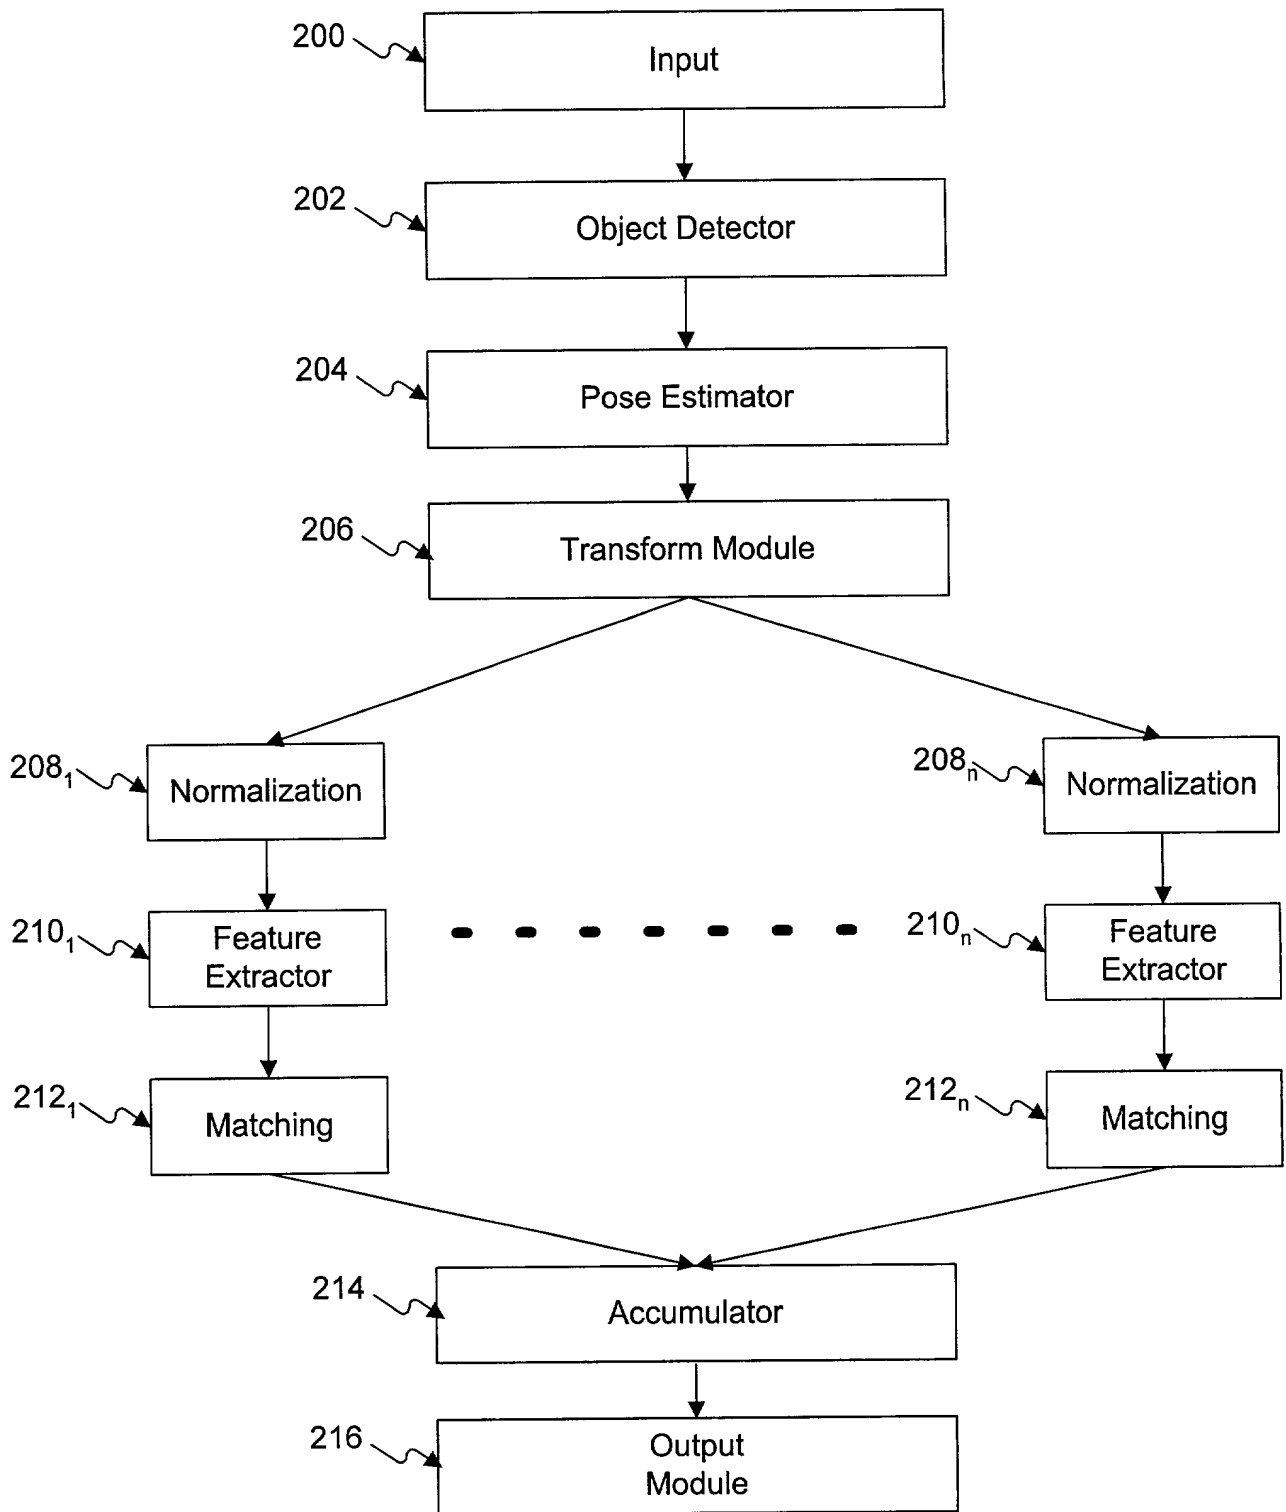 200
Input
202
Object Detector
204
Pose Estimator
206
Transform Module
208₁
Normalization
208ₙ
Normalization
210₁
Feature
Extractor
210ₙ
Feature
Extractor
212₁
Matching
212ₙ
Matching
214
Accumulator
216
Output
Module